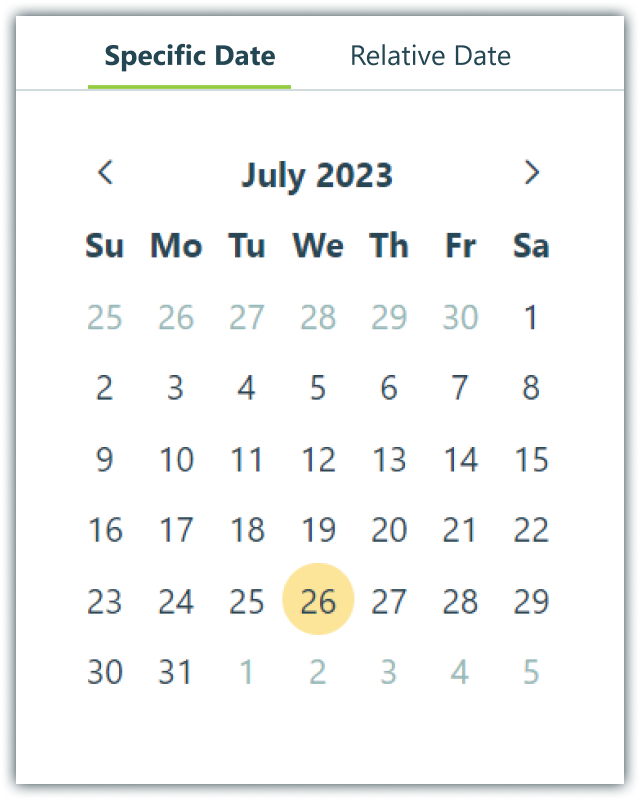 Specific Date Relative Date
July 2023
Su Mo Tu We Th Fr Sa
25 26 27 28 29 30 1
2 3 4 5 6 7 8
9 10 11 12 13 14 15
16 17 18 19 20 21 22
23 24 25 26 27 28 29
30 31 1 2 3 4 5